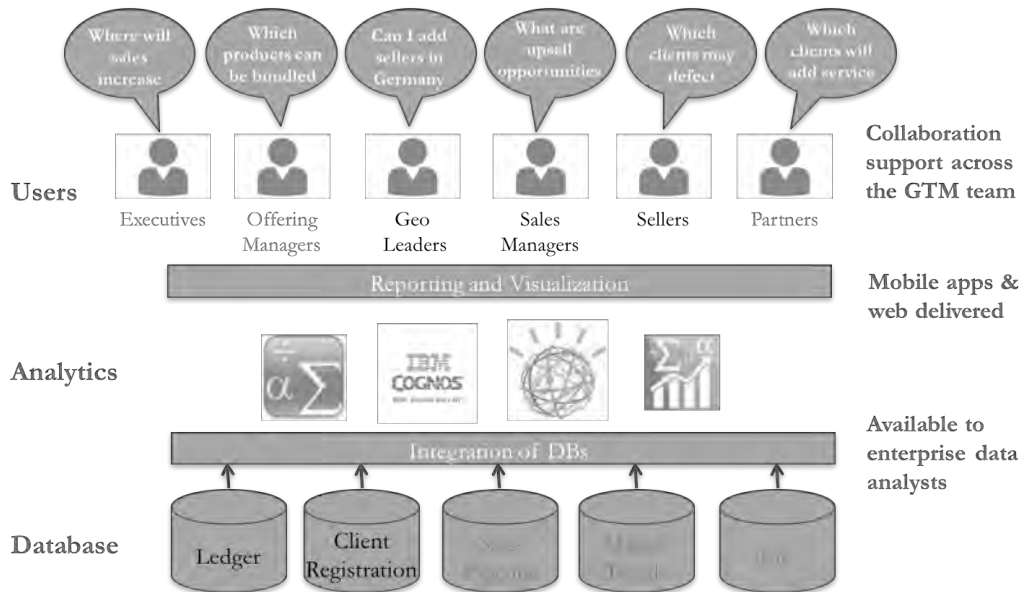 Where will
sales
increase
Which
products can
be bundled
Can I add
sellers in
Germany
What are
upsell
opportunities
Which
clients may
defect
Which
clients will
add service
Users
Executives
Offering
Managers
Geo
Leaders
Sales
Managers
Sellers
Partners
Collaboration
support across
the GTM team
Reporting and Visualization
Mobile apps &
web delivered
Analytics
÷
α Σ
IBM
COGNOS
Σ α
Integration of DBs
Available to
enterprise data
analysts
Database
Ledger
Client
Registration